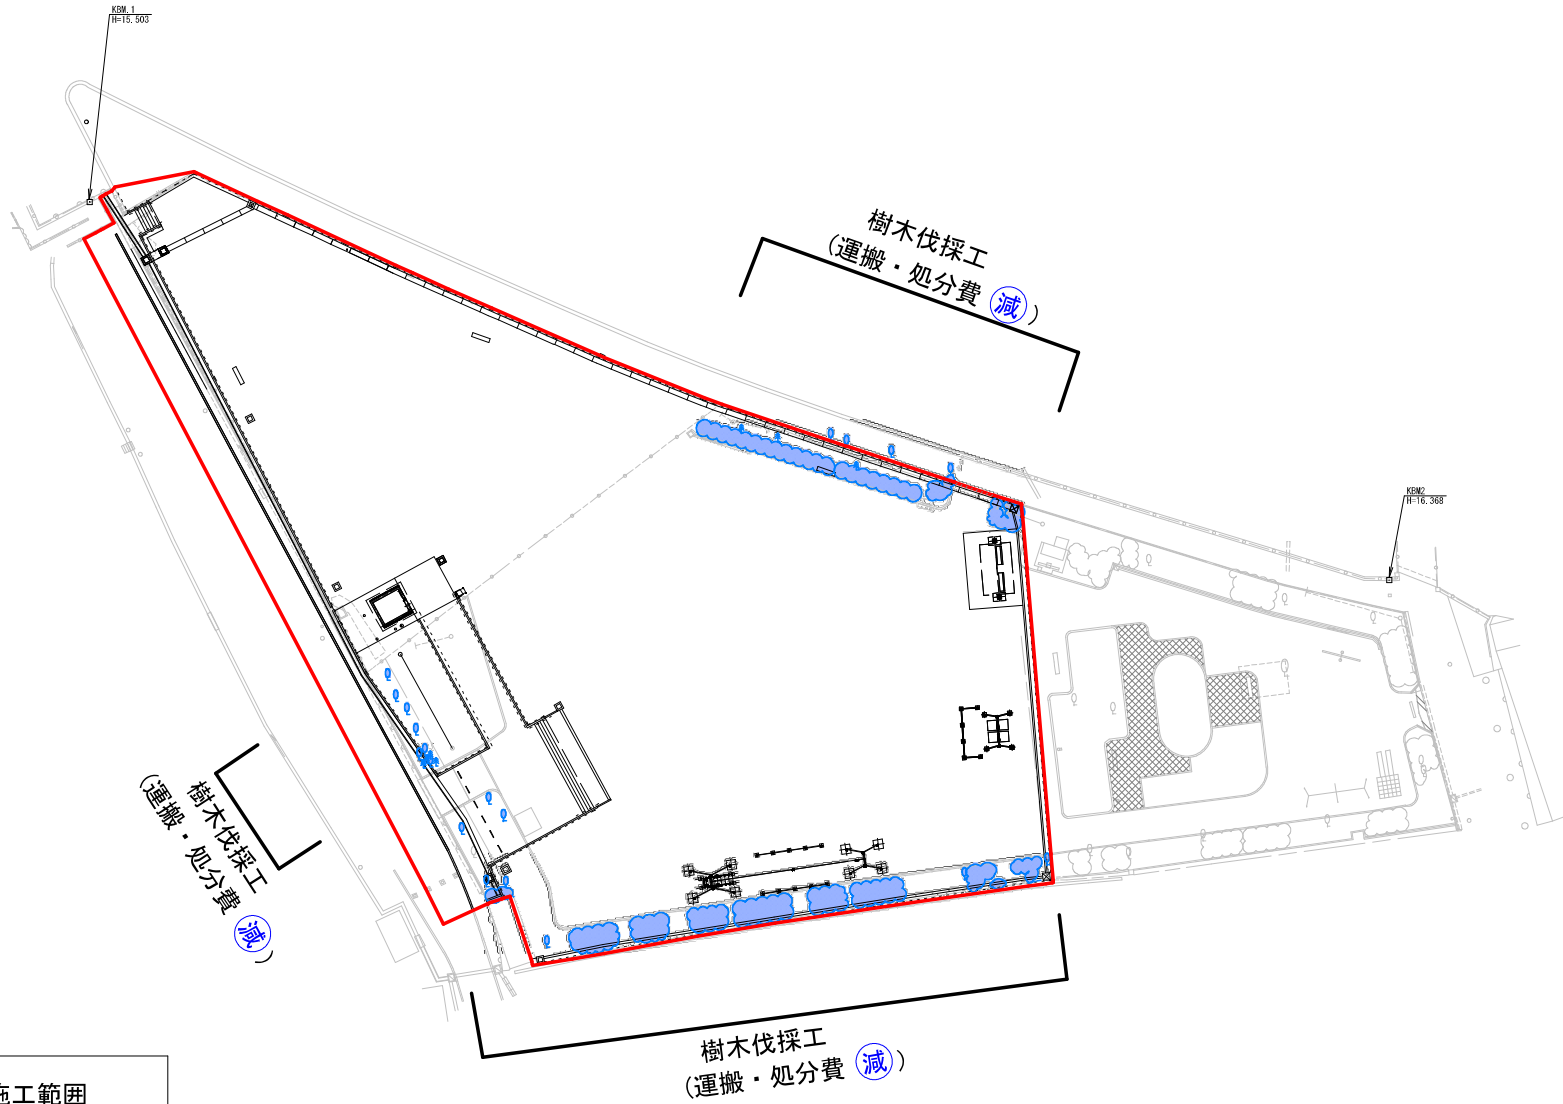 KBM.1
H=15.503
樹木伐採工
(運搬・処分費 減)
KBM2
H=16.368
樹木伐採工
(運搬・処分費 減)
樹木伐採工
(運搬・処分費 減)
施工範囲